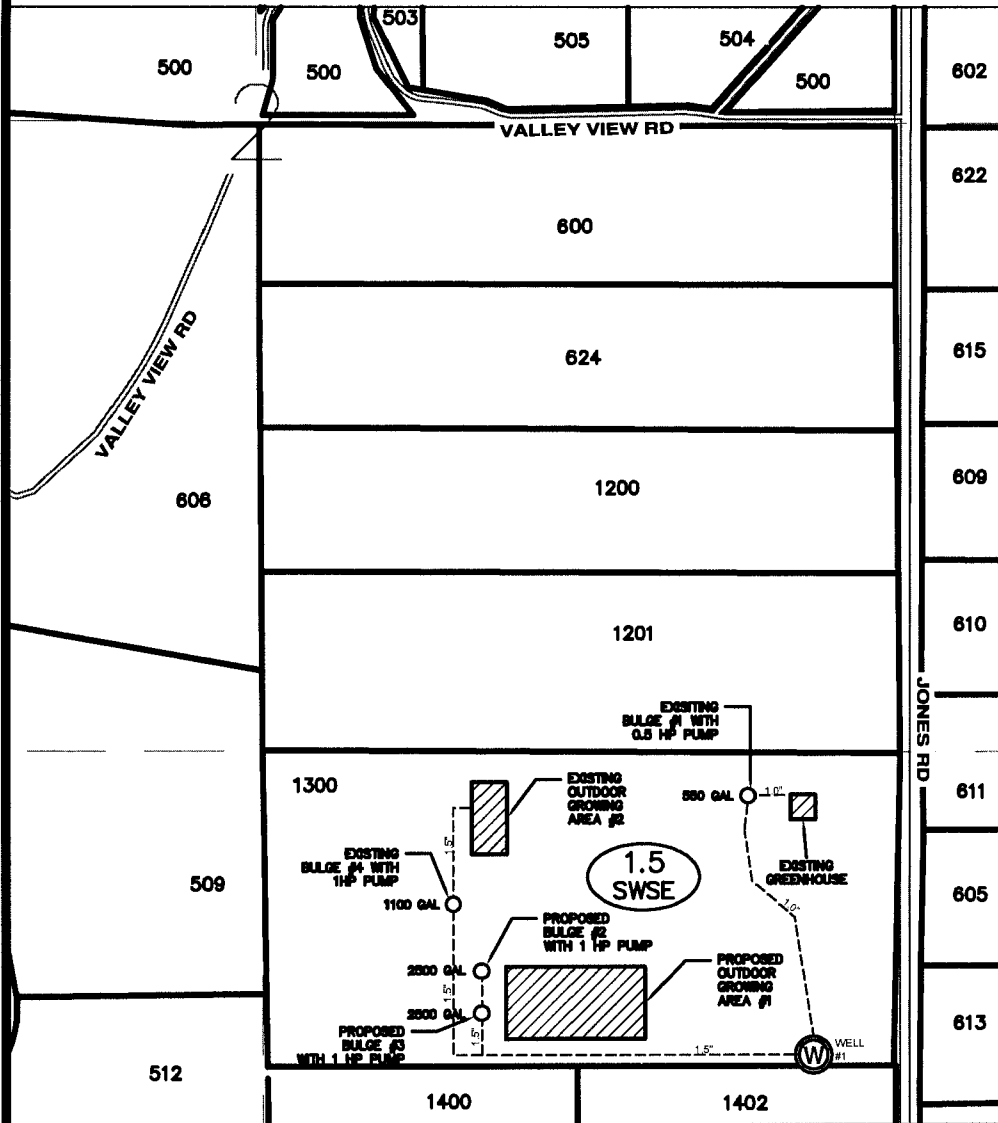 503
505
504
500
500
500
602
VALLEY VIEW RD
622
600
VALLEY VIEW RD
624
615
606
1200
609
1201
610
JONES RD
EXSITING
BULGE #1 WITH
0.5 HP PUMP
1300
EXISTING
OUTDOOR
GROWING
AREA #2
550 GAL
1.0"
611
1.5"
EXISTING
BULGE #4 WITH
1HP PUMP
1.5
SWSE
EXISTING
GREENHOUSE
509
1100 GAL
1.0"
605
PROPOSED
BULGE #2
WITH 1 HP PUMP
2500 GAL
1.5"
PROPOSED
OUTDOOR
GROWING
AREA #1
2500 GAL
1.5"
PROPOSED
BULGE #3
WITH 1 HP PUMP
613
1.5"
W
WELL
#1
512
1400
1402